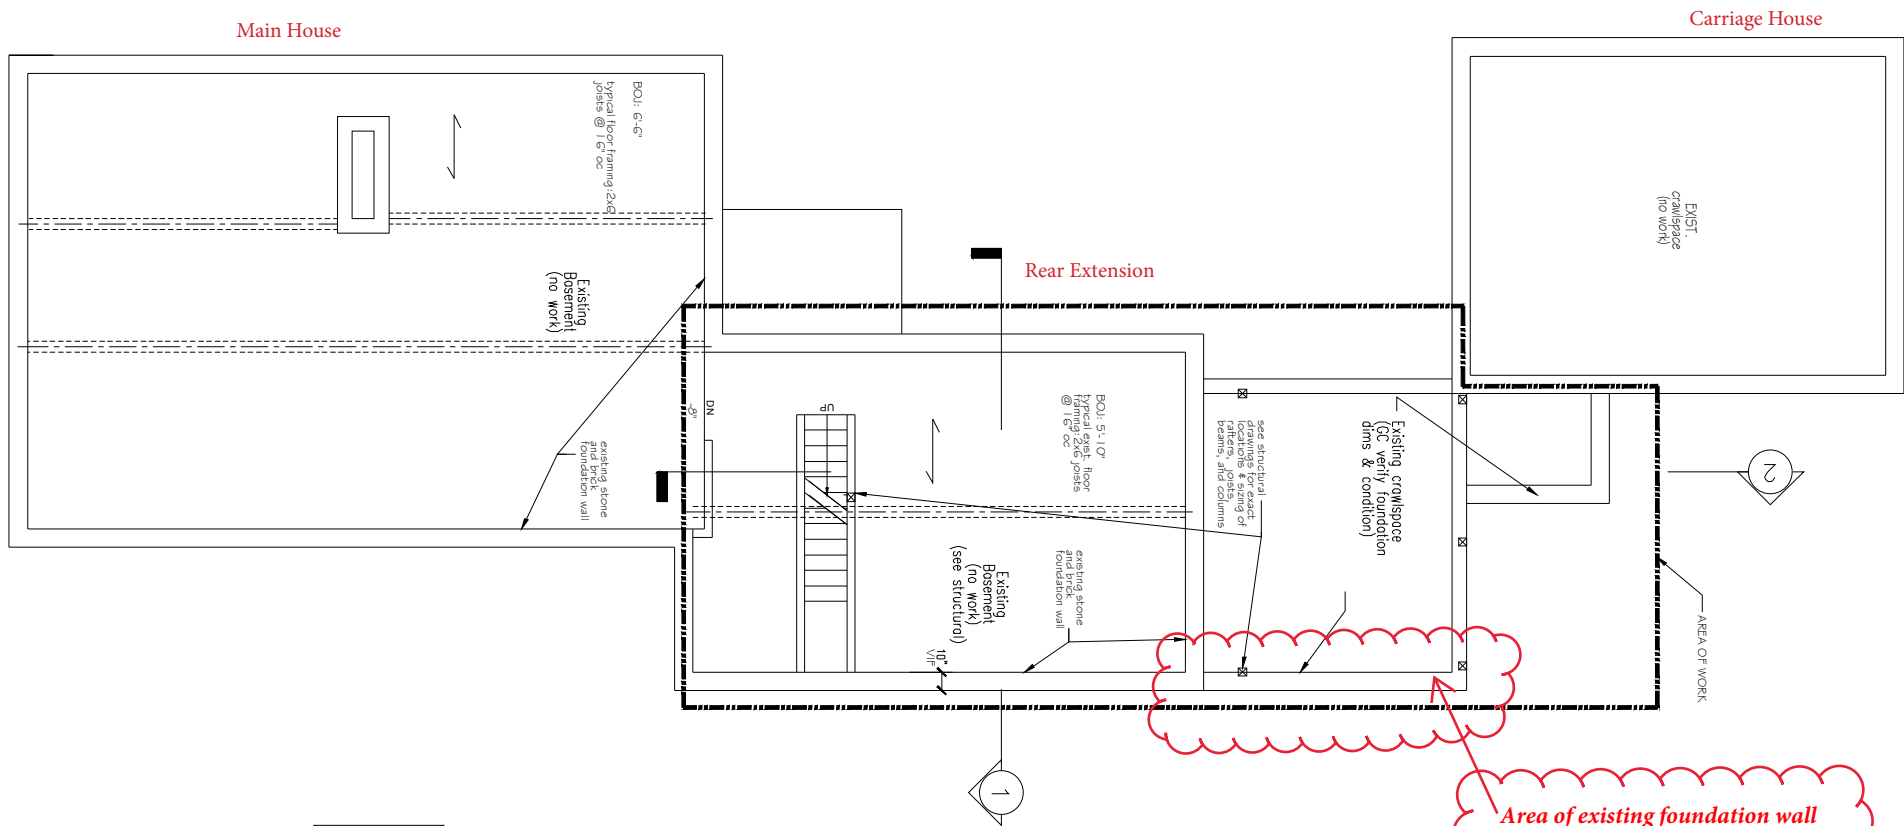 Main House
Carriage House
BOJ: 6'-6"
typical floor framing: 2x6
joists @ 16" oc
EXIST.
crawlspace
(no work)
Rear Extension
Existing
Basement
(no work)
DN
-8"
UP
BOJ: 5'-10"
typical exist. floor
framing: 2x6 joists
@ 16" oc
see structural
drawings for exact
locations & sizing of
rafters, joists,
beams, and columns
Existing crawlspace
(GC verify foundation
dims & condition)
2
existing stone
and brick
foundation wall
Existing
Basement
(no work)
(see structural)
existing stone
and brick
foundation wall
10"
VIF
AREA OF WORK
1
Area of existing foundation wall